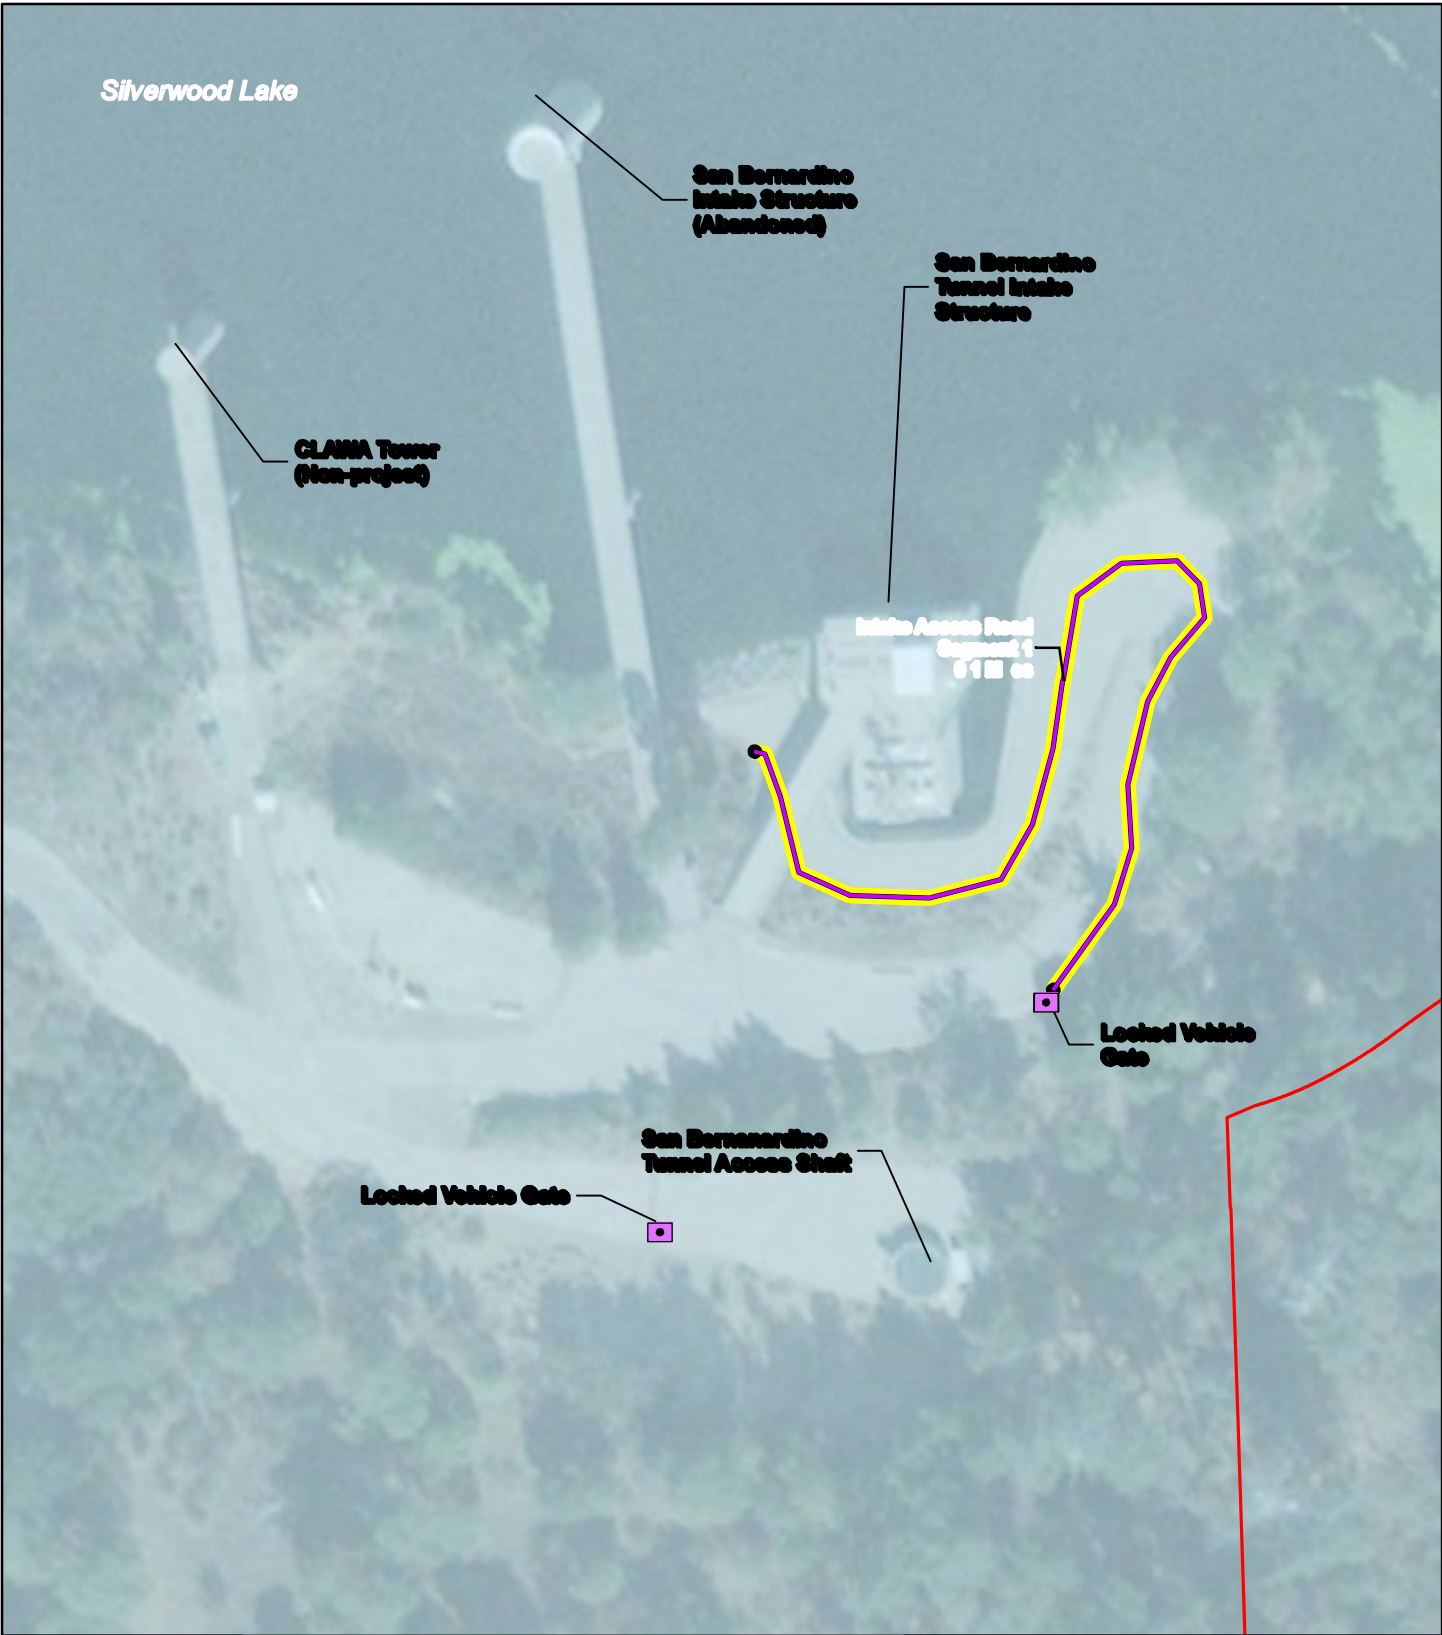 Silverwood Lake
San Bernardino
Intake Structure
(Abandoned)
San Bernardino
Tunnel Intake
Structure
CLAWA Tower
(Non-project)
Intake Access Road
Segment 1
Locked Vehicle
Gate
San Bernanardino
Tunnel Access Shaft
Locked Vehicle Gate